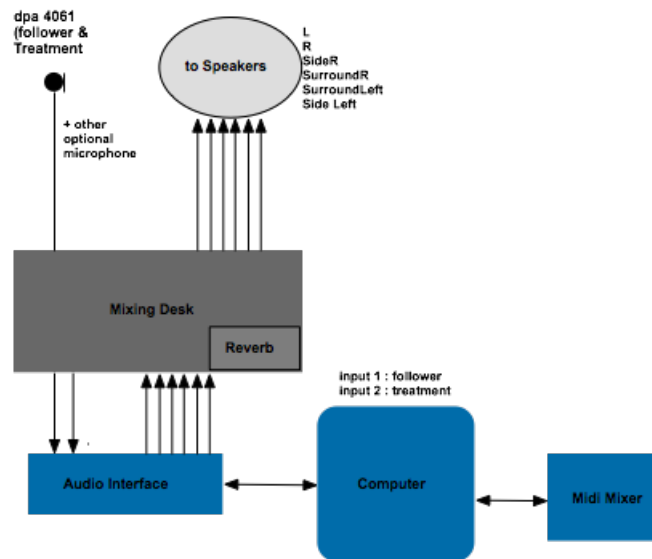 dpa 4061
(follower &
Treatment
to Speakers
L
R
SideR
SurroundR
SurroundLeft
Side Left
+ other
optional
microphone
Mixing Desk
Reverb
input 1 : follower
input 2 : treatment
Audio Interface
Computer
Midi Mixer